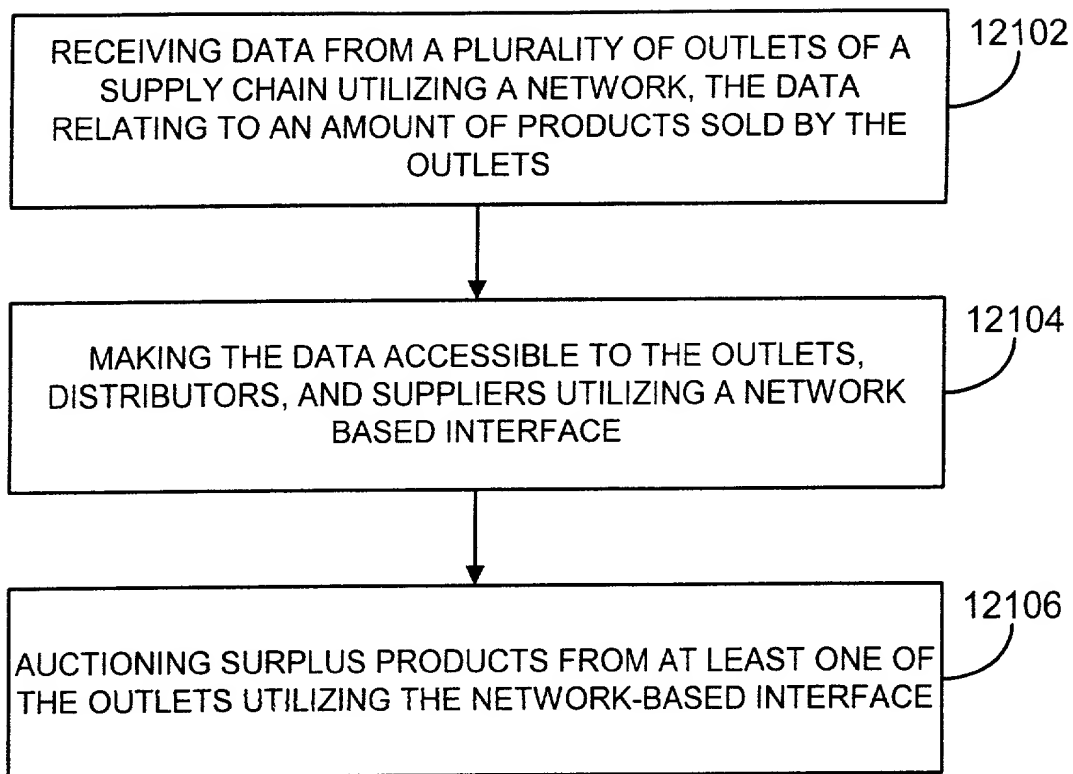 RECEIVING DATA FROM A PLURALITY OF OUTLETS OF A
SUPPLY CHAIN UTILIZING A NETWORK, THE DATA
RELATING TO AN AMOUNT OF PRODUCTS SOLD BY THE
OUTLETS
12102
MAKING THE DATA ACCESSIBLE TO THE OUTLETS,
DISTRIBUTORS, AND SUPPLIERS UTILIZING A NETWORK
BASED INTERFACE
12104
AUCTIONING SURPLUS PRODUCTS FROM AT LEAST ONE OF
THE OUTLETS UTILIZING THE NETWORK-BASED INTERFACE
12106